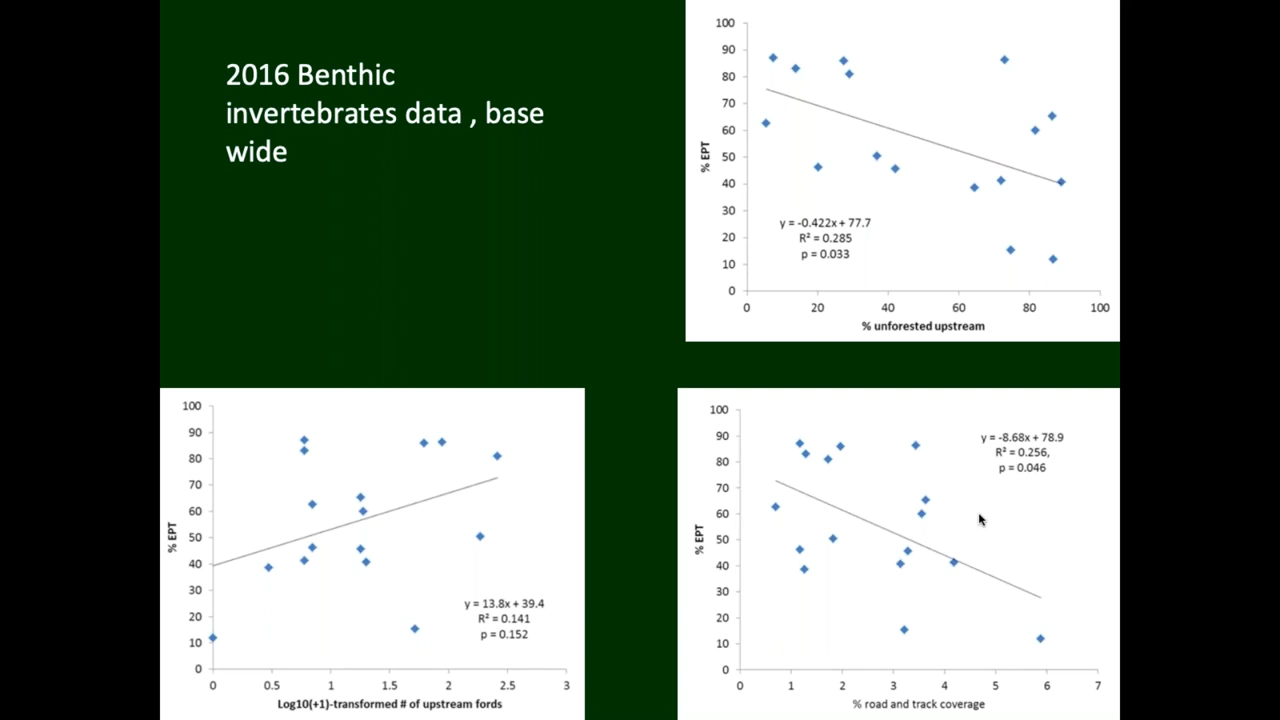 2016 Benthic
invertebrates data , base
wide
100
90
80
70
60
50
40
30
20
10
0
% EPT
y = -0.422x + 77.7
R² = 0.285
p = 0.033
0 20 40 60 80 100
% unforested upstream
100
90
80
70
60
50
40
30
20
10
0
% EPT
y = 13.8x + 39.4
R² = 0.141
p = 0.152
0 0.5 1 1.5 2 2.5 3
Log10(+1)-transformed # of upstream fords
100
90
80
70
60
50
40
30
20
10
0
% EPT
y = -8.68x + 78.9
R² = 0.256,
p = 0.046
0 1 2 3 4 5 6 7
% road and track coverage